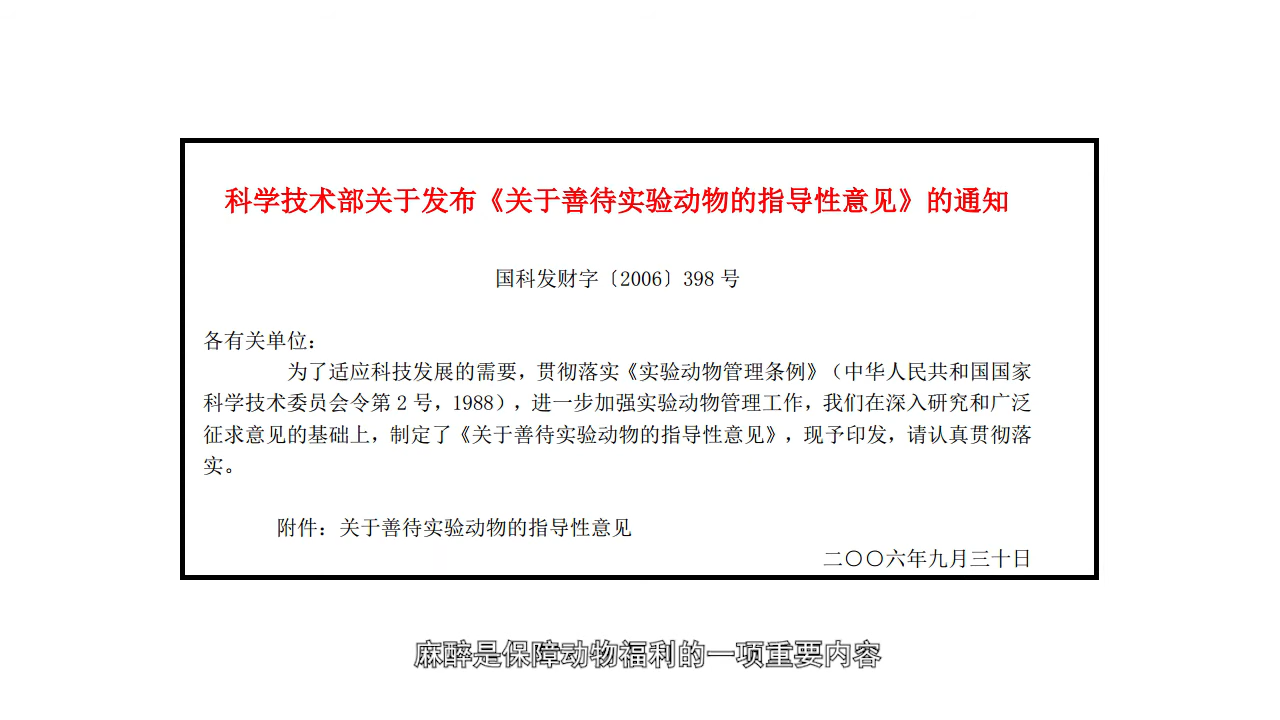 科学技术部关于发布《关于善待实验动物的指导性意见》的通知
国科发财字〔2006〕398 号
各有关单位：
为了适应科技发展的需要，贯彻落实《实验动物管理条例》（中华人民共和国国家
科学技术委员会令第 2 号，1988），进一步加强实验动物管理工作，我们在深入研究和广泛
征求意见的基础上，制定了《关于善待实验动物的指导性意见》，现予印发，请认真贯彻落
实。
附件：关于善待实验动物的指导性意见
二〇〇六年九月三十日
麻醉是保障动物福利的一项重要内容